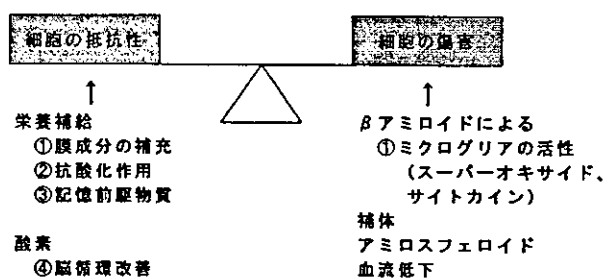 細胞の抵抗性
細胞の傷害
↑
↑
栄養補給
①膜成分の補充
②抗酸化作用
③記憶前駆物質
酸素
④脳循環改善
βアミロイドによる
①ミクログリアの活性
(スーパーオキサイド、
サイトカイン)
補体
アミロスフェロイド
血流低下